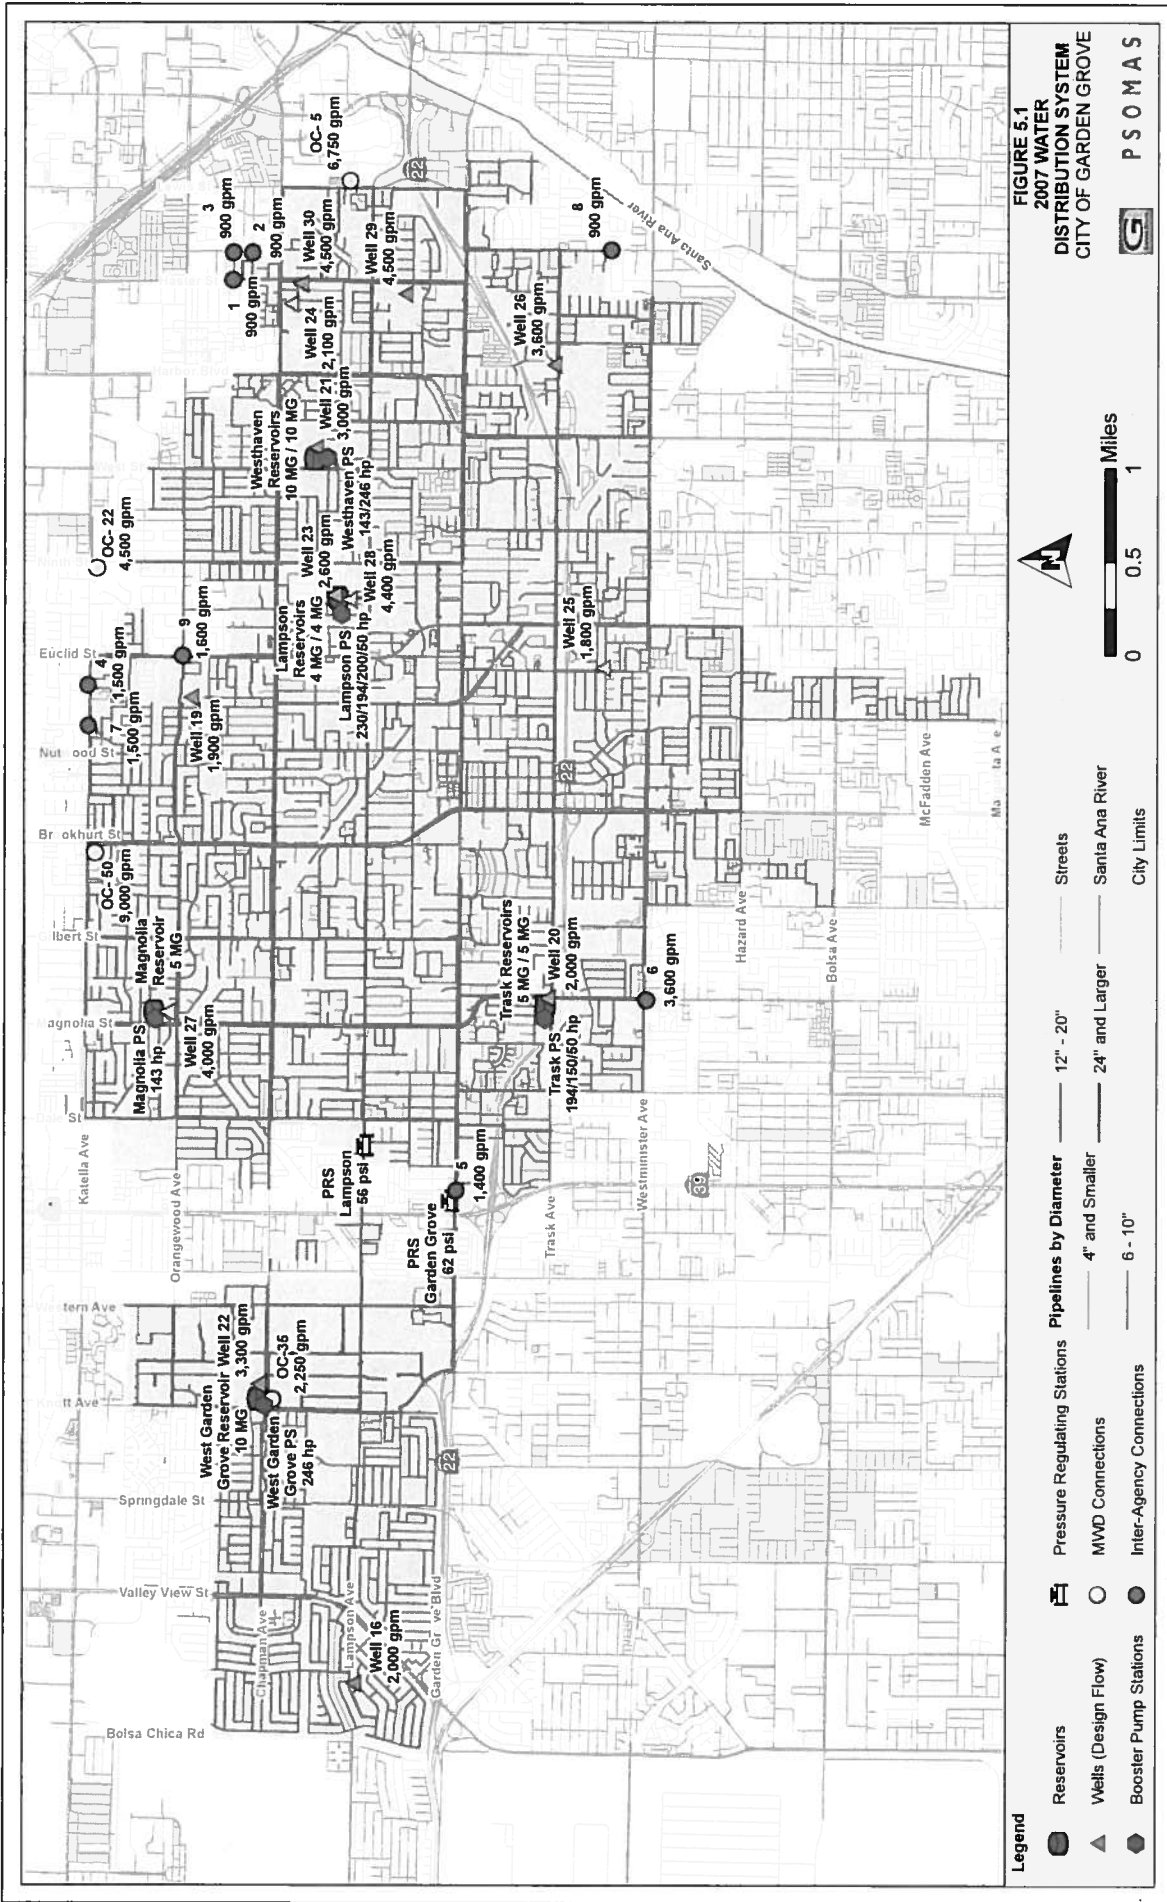 Katella Ave
Orangewood Ave
Chapman Ave
Lampson Ave
Trask Ave
Westminister Ave
Hazard Ave
Bolsa Ave
McFadden Ave
Bolsa Chica Rd
Valley View St
Springdale St
Euclid St
Santa Ana River
22
22
22
39
Well 16
2,000 gpm
West Garden
Grove Reservoir
10 MG
Well 22
3,300 gpm
West Garden
Grove PS
246 hp
OC-35
2,250 gpm
PRS
Lampson
56 psi
PRS
Garden Grove
62 psi
5
1,400 gpm
Magnolia PS
143 hp
Magnolia
Reservoir
5 MG
Well 27
4,000 gpm
OC- 50
9,000 gpm
Trask Reservoirs
5 MG / 5 MG
Well 20
2,000 gpm
Trask PS
194/150/50 hp
6
3,600 gpm
7
1,500 gpm
4
1,500 gpm
9
1,600 gpm
Well 19
1,900 gpm
OC- 22
4,500 gpm
Lampson
Reservoirs
4 MG / 4 MG
Well 23
2,600 gpm
Lampson PS
230/194/200/50 hp
Well 28
4,400 gpm
Westhaven
Reservoirs
10 MG / 10 MG
Westhaven PS
143/246 hp
Well 21
3,000 gpm
Well 24
2,100 gpm
Well 30
4,500 gpm
Well 29
4,500 gpm
1
900 gpm
2
900 gpm
3
900 gpm
OC- 5
6,750 gpm
Well 25
1,800 gpm
Well 26
3,600 gpm
8
900 gpm
Legend
Reservoirs
Wells (Design Flow)
Booster Pump Stations
Pressure Regulating Stations
MWD Connections
Inter-Agency Connections
Pipelines by Diameter
4" and Smaller
6 - 10"
12" - 20"
24" and Larger
Streets
Santa Ana River
City Limits
N
0 0.5 1
Miles
FIGURE 5.1
2007 WATER
DISTRIBUTION SYSTEM
CITY OF GARDEN GROVE
G
PSOMAS